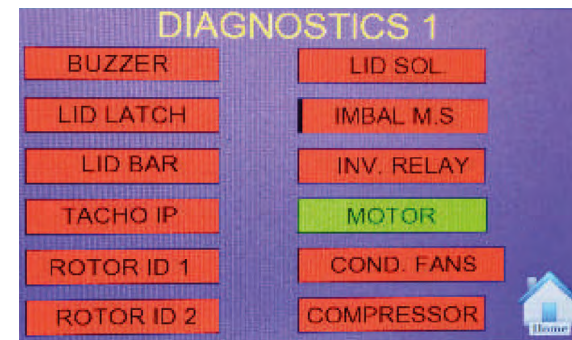 DIAGNOSTICS 1
BUZZER
LID LATCH
LID BAR
TACHO IP
ROTOR ID 1
ROTOR ID 2
LID SOL.
IMBAL M.S
INV. RELAY
MOTOR
COND. FANS
COMPRESSOR
Home